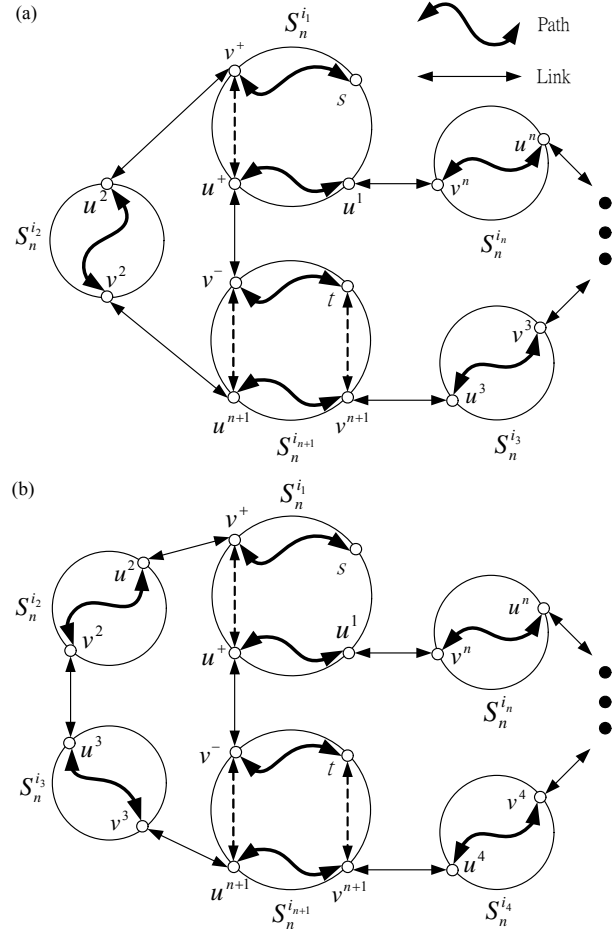 (a)
S_n^{i_1}
Path
v^+
s
Link
u^n
u^2
u^+
u^1
v^n
S_n^{i_2}
S_n^{i_n}
v^2
v^-
t
v^3
u^{n+1}
v^{n+1}
u^3
S_n^{i_{n+1}}
S_n^{i_3}
(b)
S_n^{i_1}
v^+
u^2
s
S_n^{i_2}
u^n
v^2
u^+
u^1
v^n
S_n^{i_n}
u^3
v^-
t
S_n^{i_3}
v^4
v^3
u^4
u^{n+1}
v^{n+1}
S_n^{i_{n+1}}
S_n^{i_4}